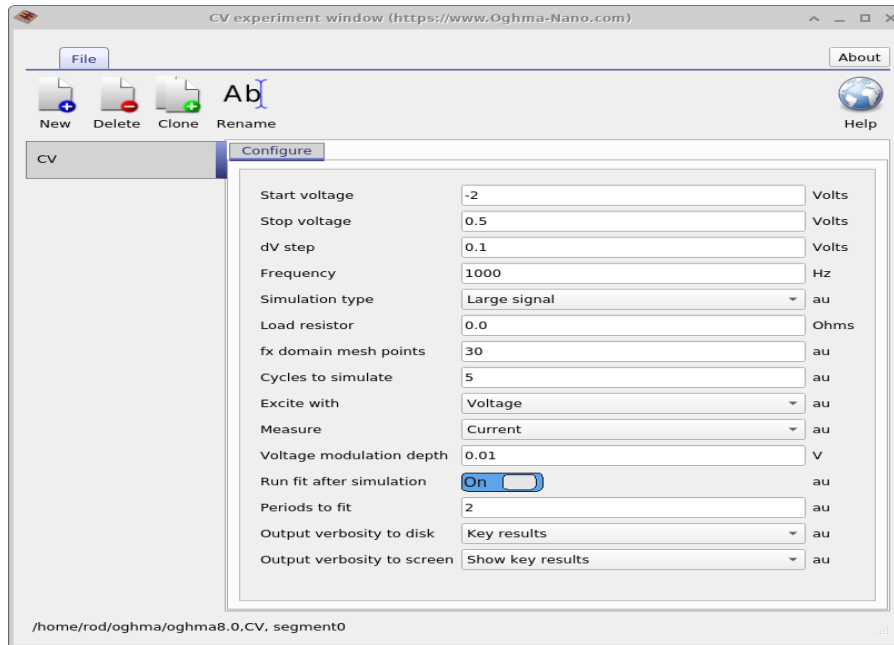 CV experiment window (https://www.Oghma-Nano.com)
File
About
Ab
New Delete Clone Rename Help
CV
Configure
Start voltage -2 Volts
Stop voltage 0.5 Volts
dV step 0.1 Volts
Frequency 1000 Hz
Simulation type Large signal au
Load resistor 0.0 Ohms
fx domain mesh points 30 au
Cycles to simulate 5 au
Excite with Voltage au
Measure Current au
Voltage modulation depth 0.01 V
Run fit after simulation On au
Periods to fit 2 au
Output verbosity to disk Key results au
Output verbosity to screen Show key results au
/home/rod/oghma/oghma8.0,CV, segment0